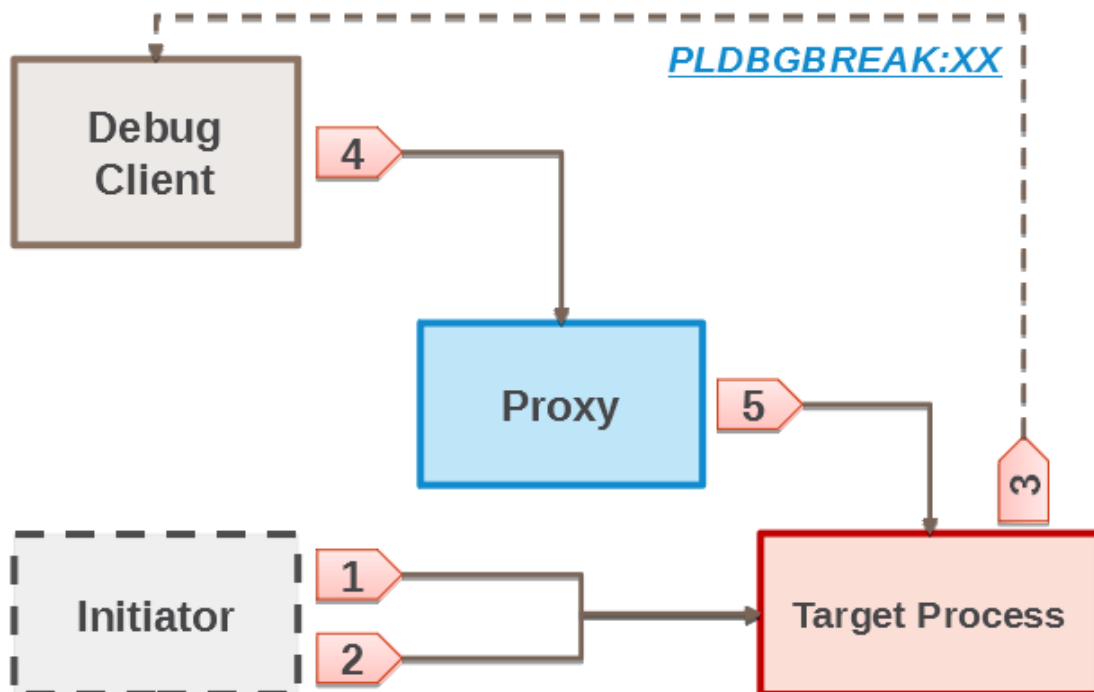 PLDBGBREAK:XX
Debug
Client
4
Proxy
5
3
Initiator
1
2
Target Process